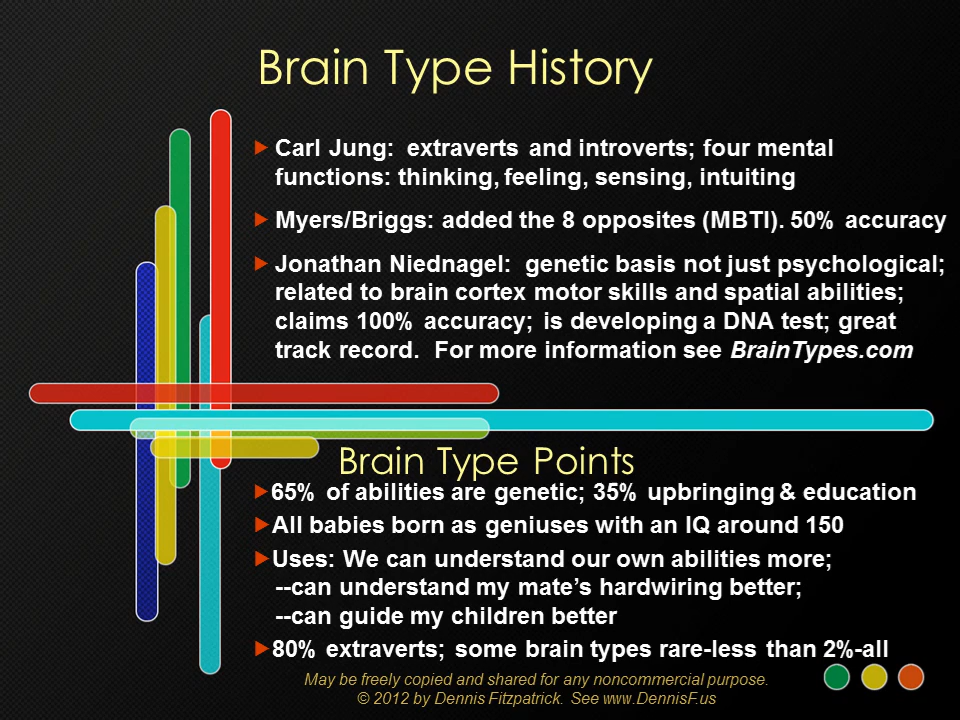 Brain Type History
Carl Jung:  extraverts and introverts; four mental
functions: thinking, feeling, sensing, intuiting
Myers/Briggs: added the 8 opposites (MBTI). 50% accuracy
Jonathan Niednagel:  genetic basis not just psychological;
related to brain cortex motor skills and spatial abilities;
claims 100% accuracy; is developing a DNA test; great
track record.  For more information see BrainTypes.com
Brain Type Points
65% of abilities are genetic; 35% upbringing & education
All babies born as geniuses with an IQ around 150
Uses: We can understand our own abilities more;
--can understand my mate’s hardwiring better;
--can guide my children better
80% extraverts; some brain types rare-less than 2%-all
May be freely copied and shared for any noncommercial purpose.
© 2012 by Dennis Fitzpatrick.  See www.DennisF.us